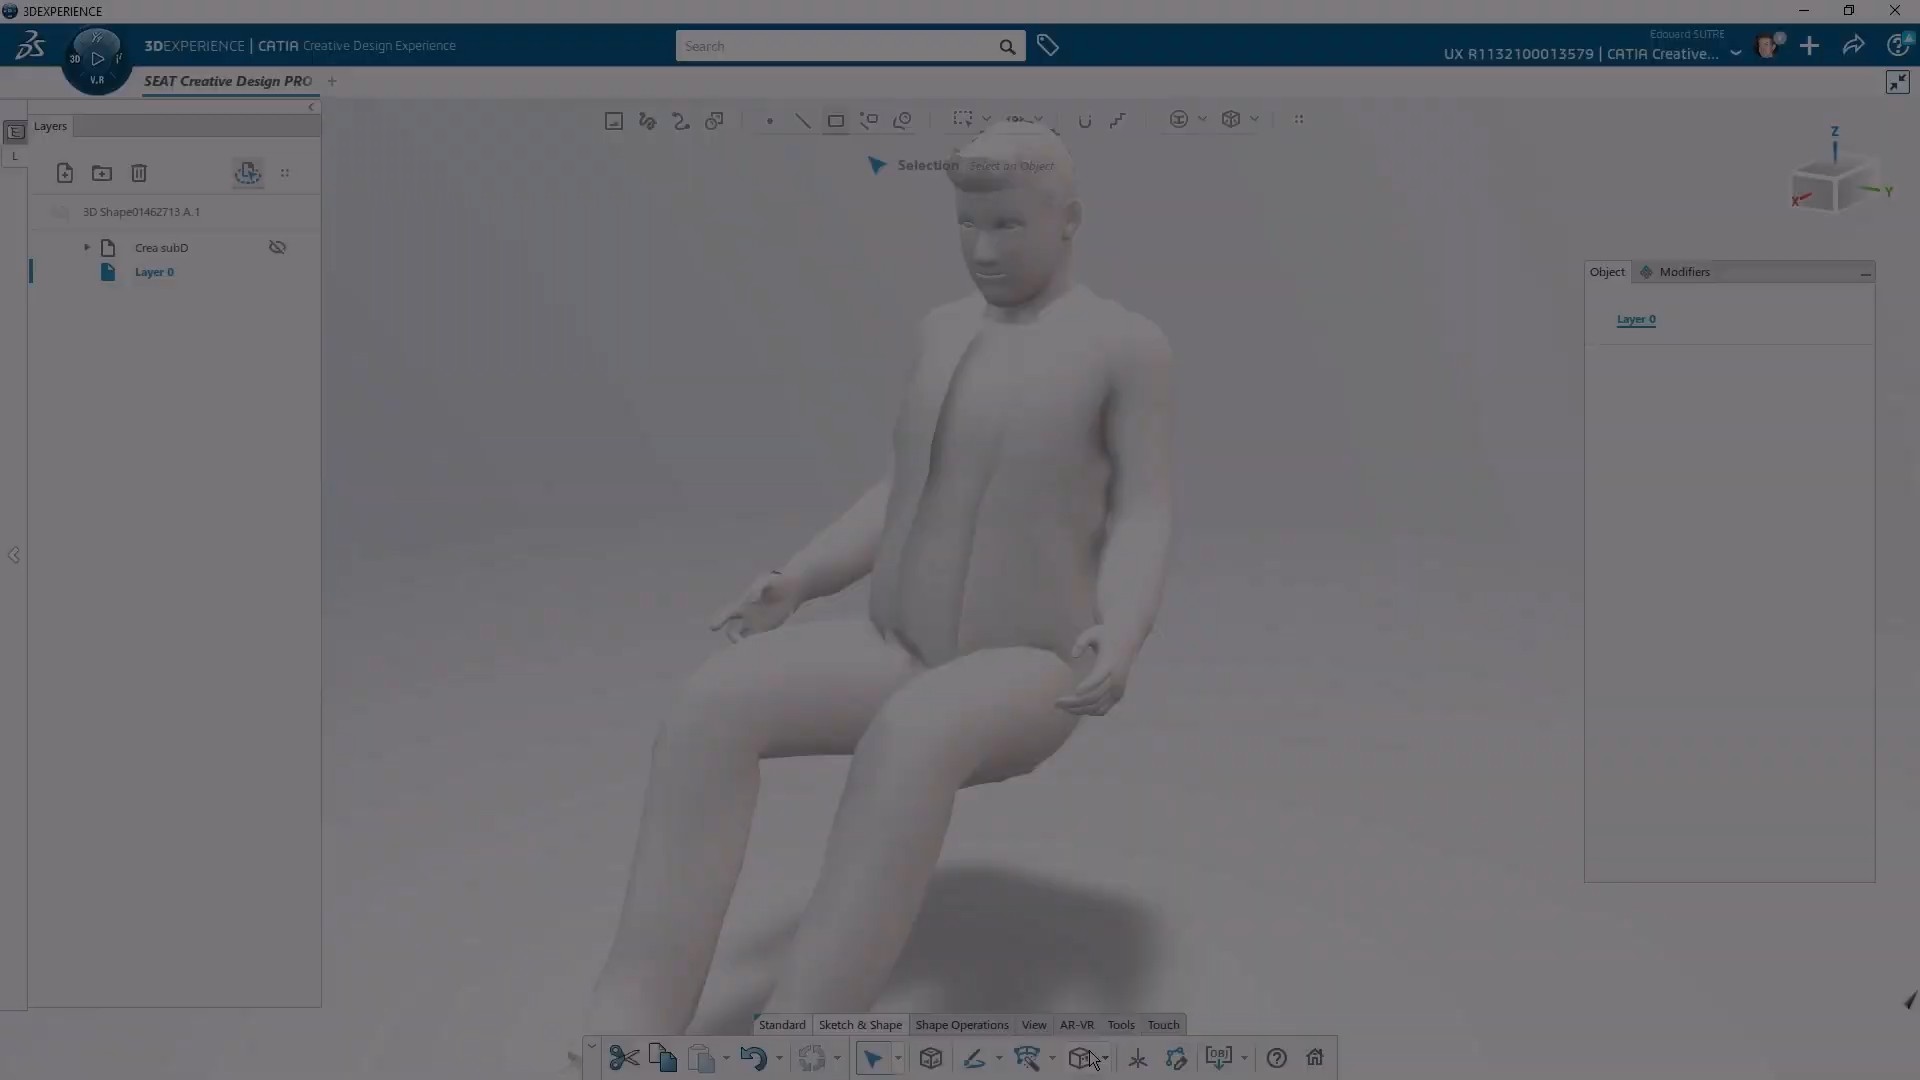 3DEXPERIENCE
3DEXPERIENCE | CATIA Creative Design Experience
Search
Edouard SUTRE
UX R1132100013579 | CATIA Creative...
3D
V.R
SEAT Creative Design PRO
+
Layers
L
Selection Select an Object
Z
Y
X
3D Shape01462713 A.1
Crea subD
Layer 0
Object
Modifiers
Layer 0
Standard
Sketch & Shape
Shape Operations
View
AR-VR
Tools
Touch
OBJ